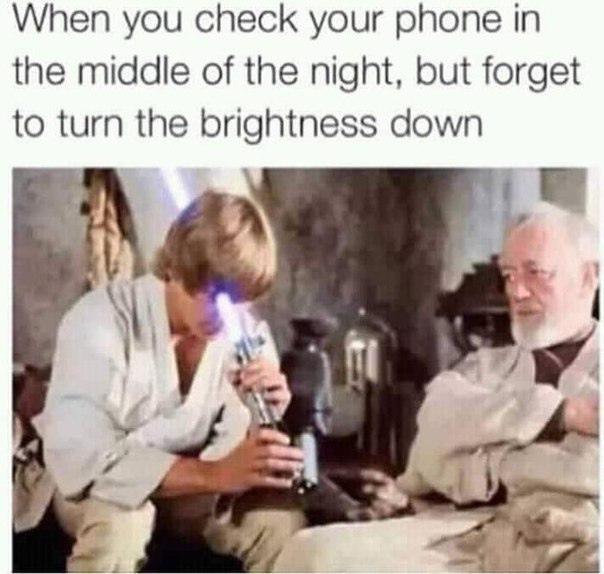 When you check your phone in
the middle of the night, but forget
to turn the brightness down